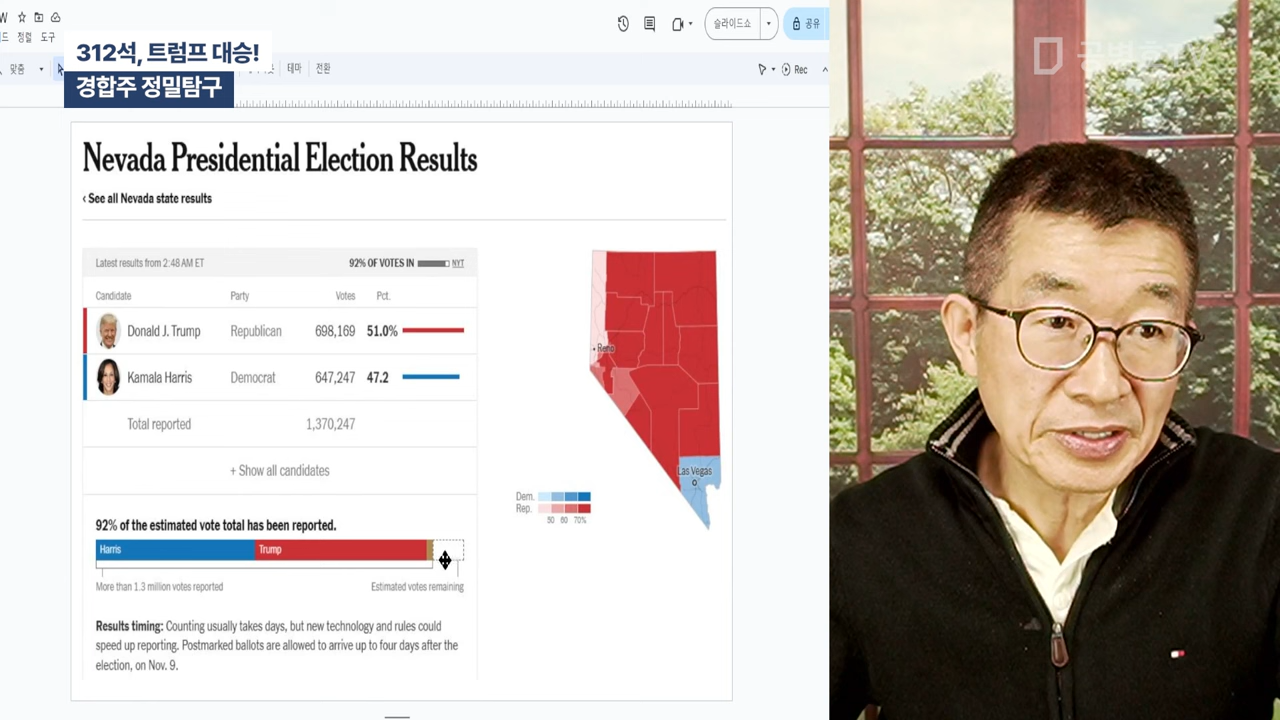 W
드 정렬 도구
312석, 트럼프 대승!
경합주 정밀탐구
슬라이드쇼
공유
맞춤
테마 전환
Rec
Nevada Presidential Election Results
‹ See all Nevada state results
Latest results from 2:48 AM ET 92% OF VOTES IN NYT
Candidate Party Votes Pct.
Donald J. Trump Republican 698,169 51.0%
Kamala Harris Democrat 647,247 47.2
Total reported 1,370,247
+ Show all candidates
92% of the estimated vote total has been reported.
Harris Trump
More than 1.3 million votes reported Estimated votes remaining
Results timing: Counting usually takes days, but new technology and rules could
speed up reporting. Postmarked ballots are allowed to arrive up to four days after the
election, on Nov. 9.
Reno
Las Vegas
Dem.
Rep.
50 60 70%